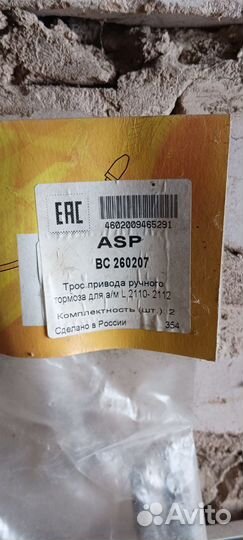 EAC
4602009465291
ASP
BC 260207
Трос привода ручного
тормоза для а/м L 2110-2112
Комплектность (шт.) 2
Сделано в России 354
Avito